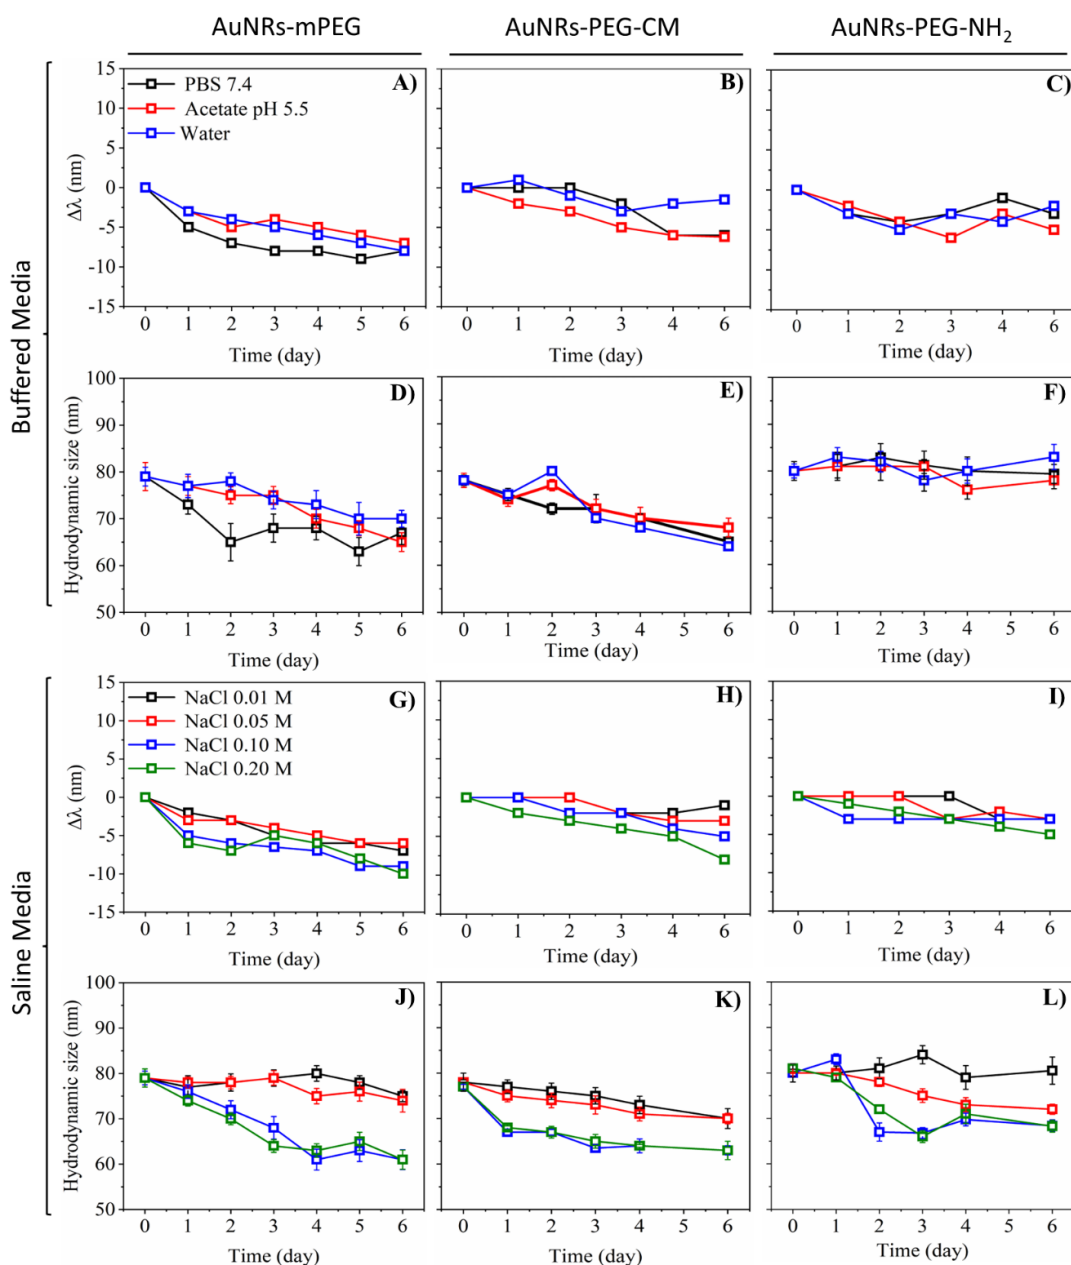 AuNRs-mPEG AuNRs-PEG-CM AuNRs-PEG-NH₂
Buffered Media
PBS 7.4
Acetate pH 5.5
Water
A)
Δλ (nm)
15
10
5
0
-5
-10
-15
0 1 2 3 4 5 6
Time (day)
B)
0 1 2 3 4 5 6
Time (day)
C)
0 1 2 3 4 5 6
Time (day)
D)
Hydrodynamic size (nm)
100
90
80
70
60
50
0 1 2 3 4 5 6
Time (day)
E)
0 1 2 3 4 5 6
Time (day)
F)
0 1 2 3 4 5 6
Time (day)
Saline Media
NaCl 0.01 M
NaCl 0.05 M
NaCl 0.10 M
NaCl 0.20 M
G)
Δλ (nm)
15
10
5
0
-5
-10
-15
0 1 2 3 4 5 6
Time (day)
H)
0 1 2 3 4 5 6
Time (day)
I)
0 1 2 3 4 5 6
Time (day)
J)
Hydrodynamic size (nm)
100
90
80
70
60
50
0 1 2 3 4 5 6
Time (day)
K)
0 1 2 3 4 5 6
Time (day)
L)
0 1 2 3 4 5 6
Time (day)